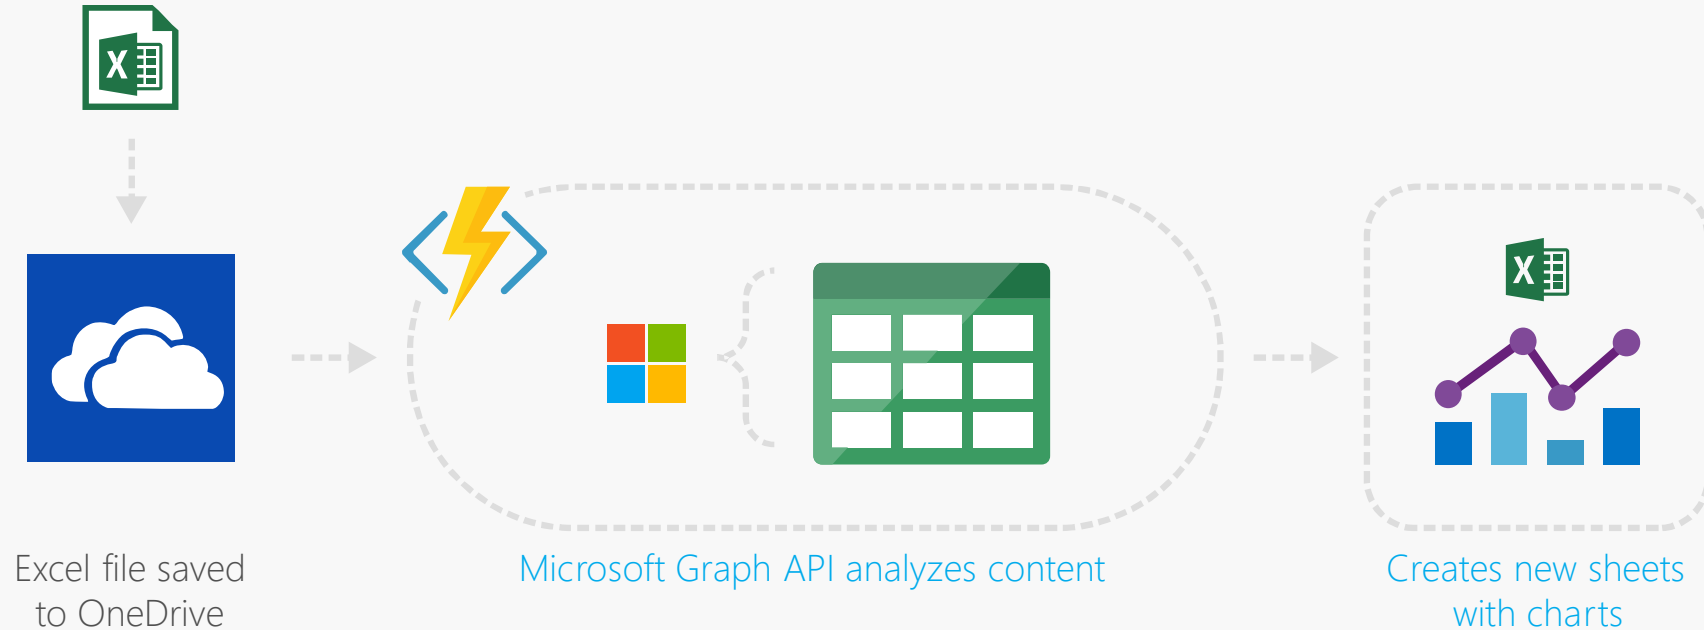 X
X
Excel file saved
to OneDrive
Microsoft Graph API analyzes content
Creates new sheets
with charts